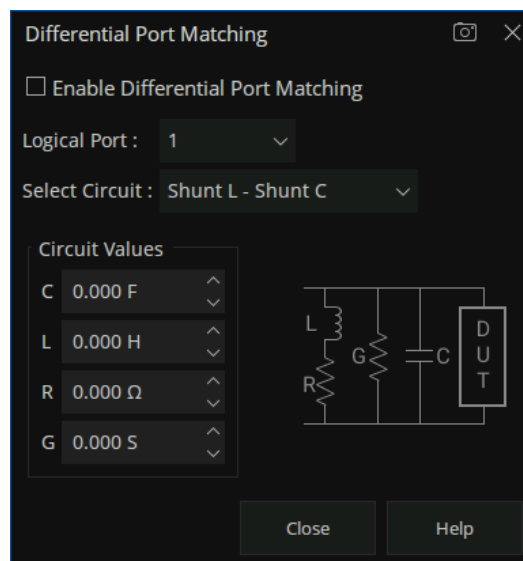 Differential Port Matching
Enable Differential Port Matching
Logical Port : 1
Select Circuit : Shunt L - Shunt C
Circuit Values
C 0.000 F
L 0.000 H
R 0.000 Ω
G 0.000 S
L
R
G
C
DUT
Close Help